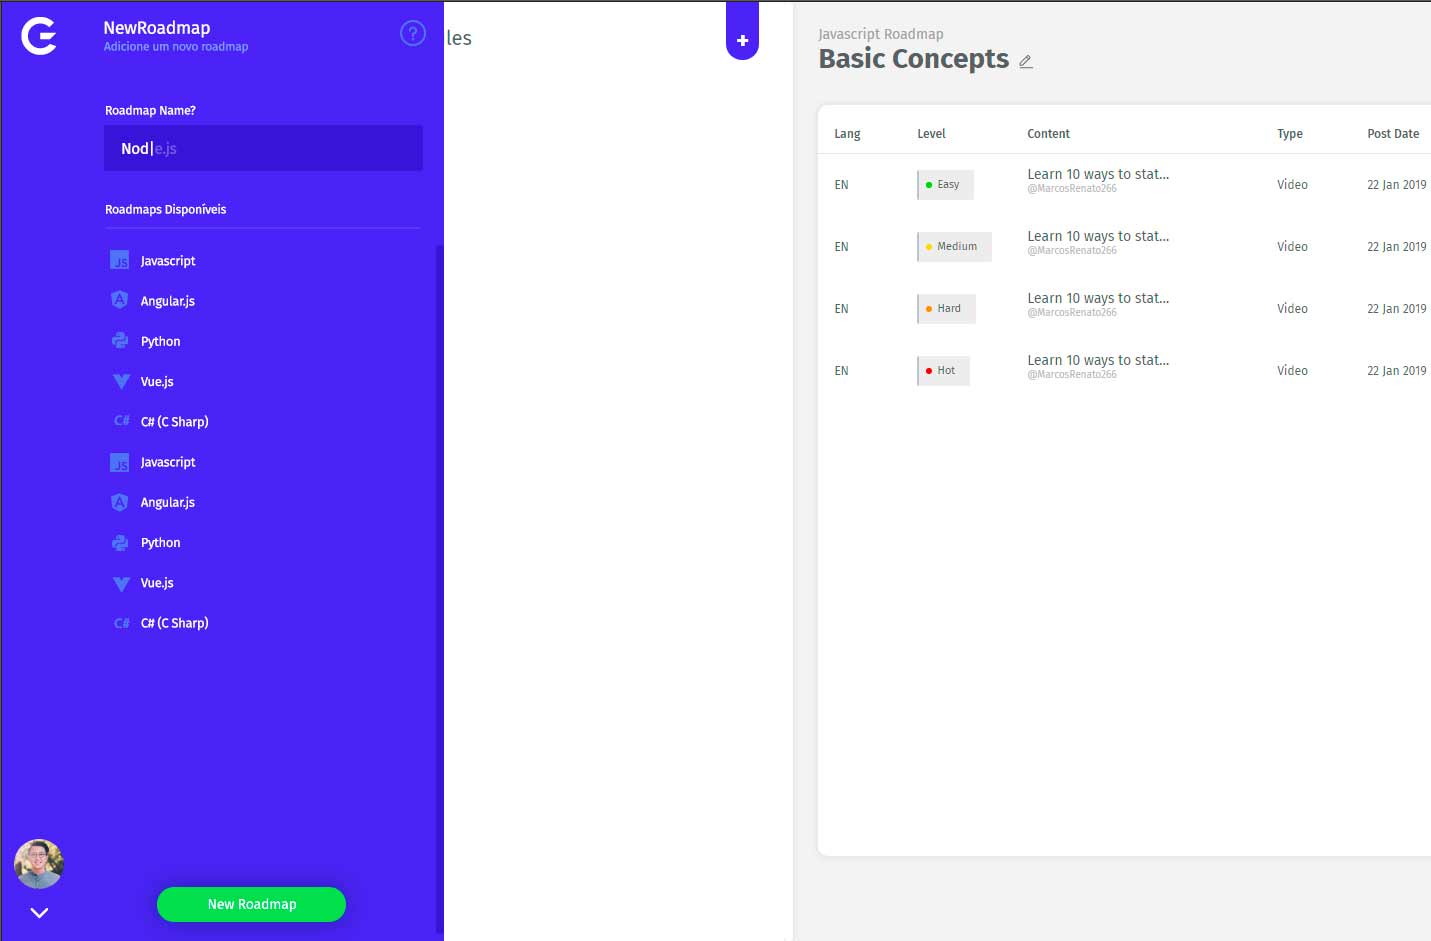 NewRoadmap
Adicione um novo roadmap
?
Roadmap Name?
Nod|e.js
Roadmaps Disponíveis
JS Javascript
A Angular.js
Python
Vue.js
C# C# (C Sharp)
JS Javascript
A Angular.js
Python
Vue.js
C# C# (C Sharp)
New Roadmap
les
+
Javascript Roadmap
Basic Concepts
Lang Level Content Type Post Date
EN Easy Learn 10 ways to stat... Video 22 Jan 2019
@MarcosRenato266
EN Medium Learn 10 ways to stat... Video 22 Jan 2019
@MarcosRenato266
EN Hard Learn 10 ways to stat... Video 22 Jan 2019
@MarcosRenato266
EN Hot Learn 10 ways to stat... Video 22 Jan 2019
@MarcosRenato266